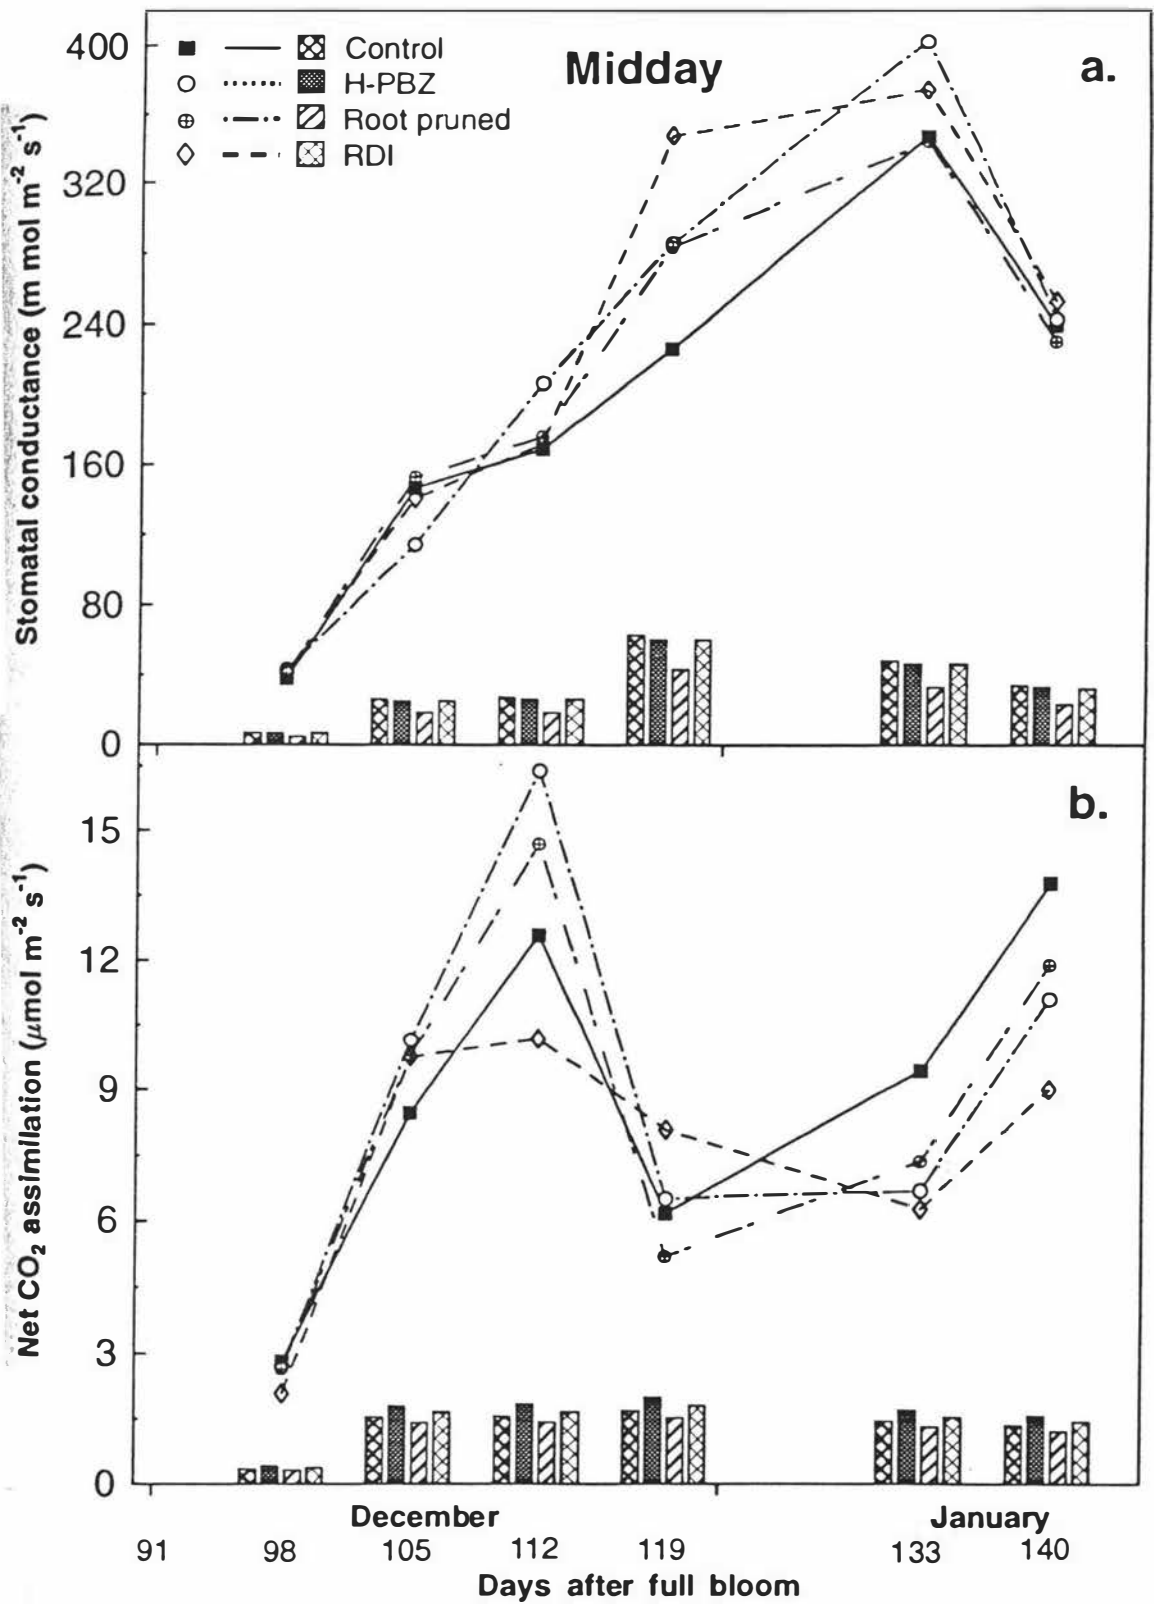 Midday
a.
Control
H-PBZ
Root pruned
RDI
Stomatal conductance (m mol m⁻² s⁻¹)
400
320
240
160
80
0
b.
Net CO₂ assimilation (μmol m⁻² s⁻¹)
15
12
9
6
3
0
December January
91 98 105 112 119 133 140
Days after full bloom